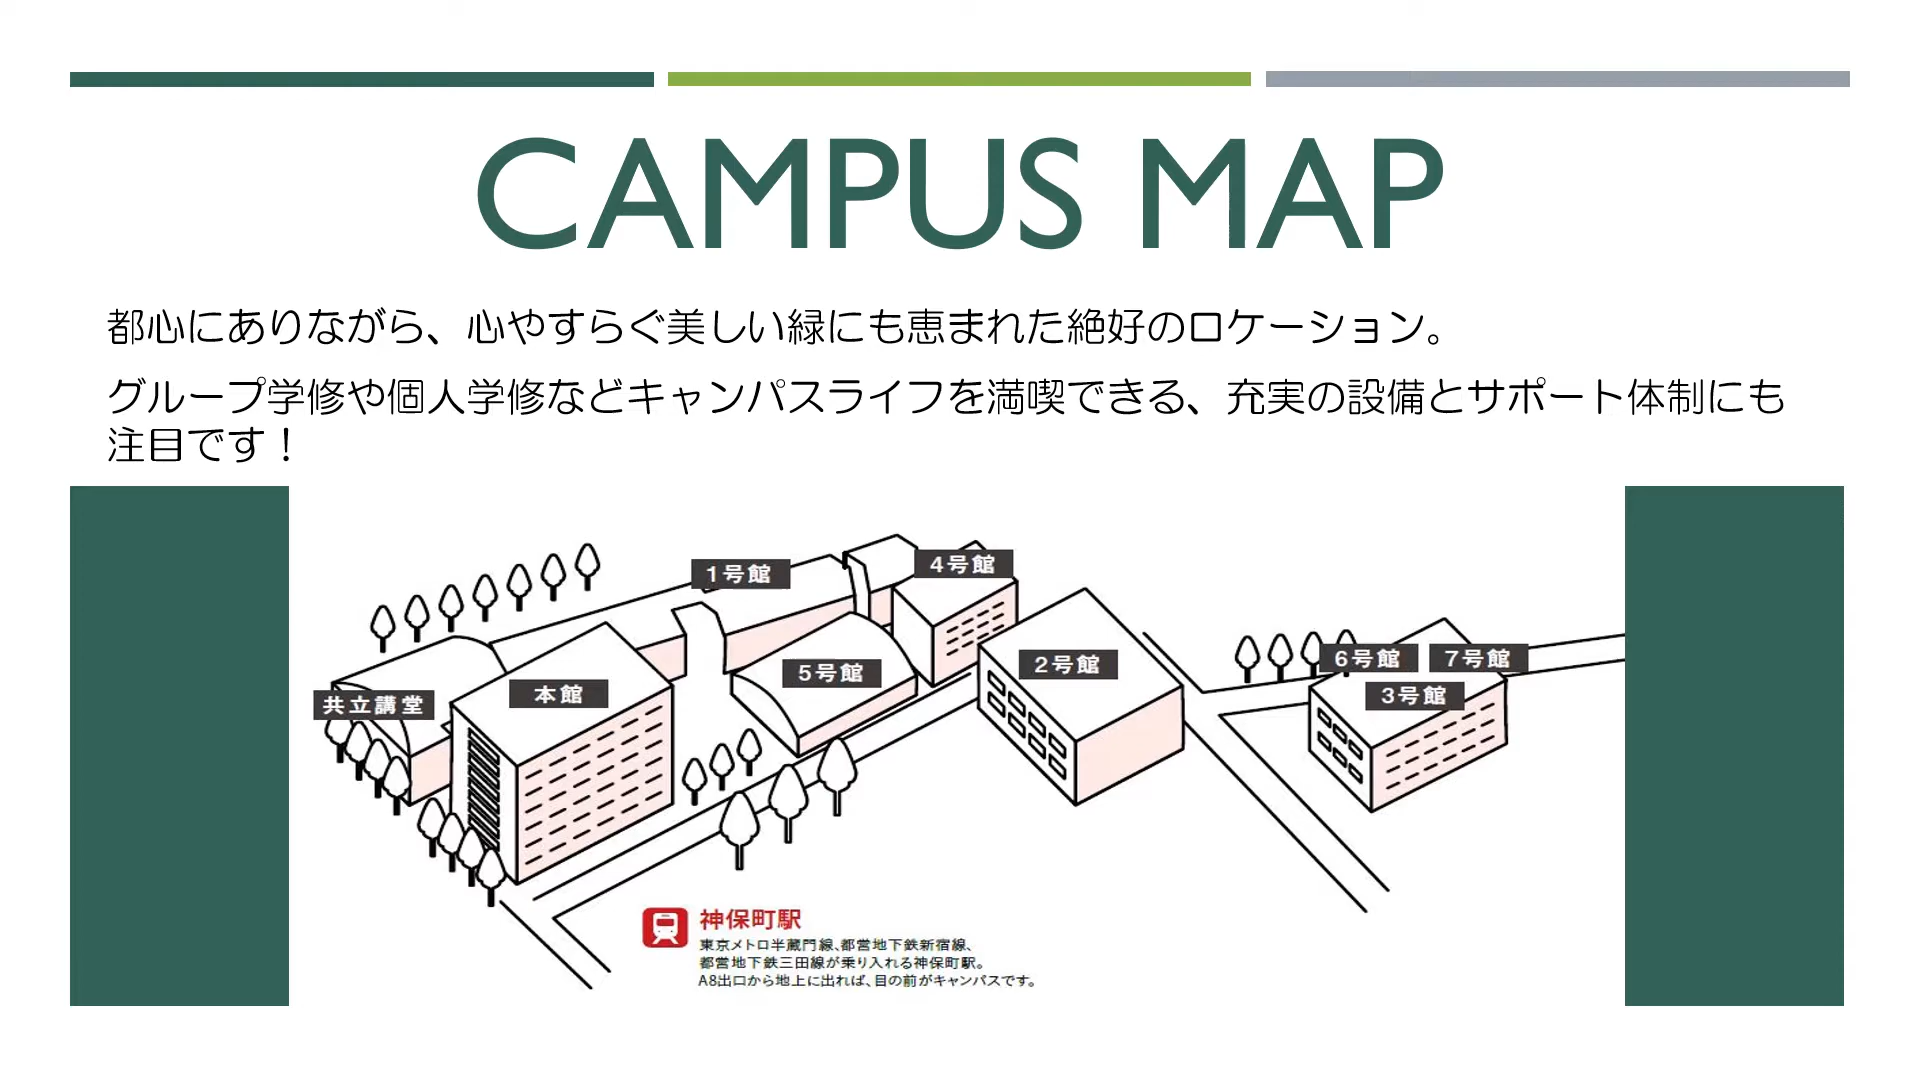 CAMPUS MAP
都心にありながら、心やすらぐ美しい緑にも恵まれた絶好のロケーション。
グループ学修や個人学修などキャンパスライフを満喫できる、充実の設備とサポート体制にも
注目です！
1号館
4号館
共立講堂
本館
5号館
2号館
6号館
7号館
3号館
神保町駅
東京メトロ半蔵門線、都営地下鉄新宿線、
都営地下鉄三田線が乗り入れる神保町駅。
A8出口から地上に出れば、目の前がキャンパスです。